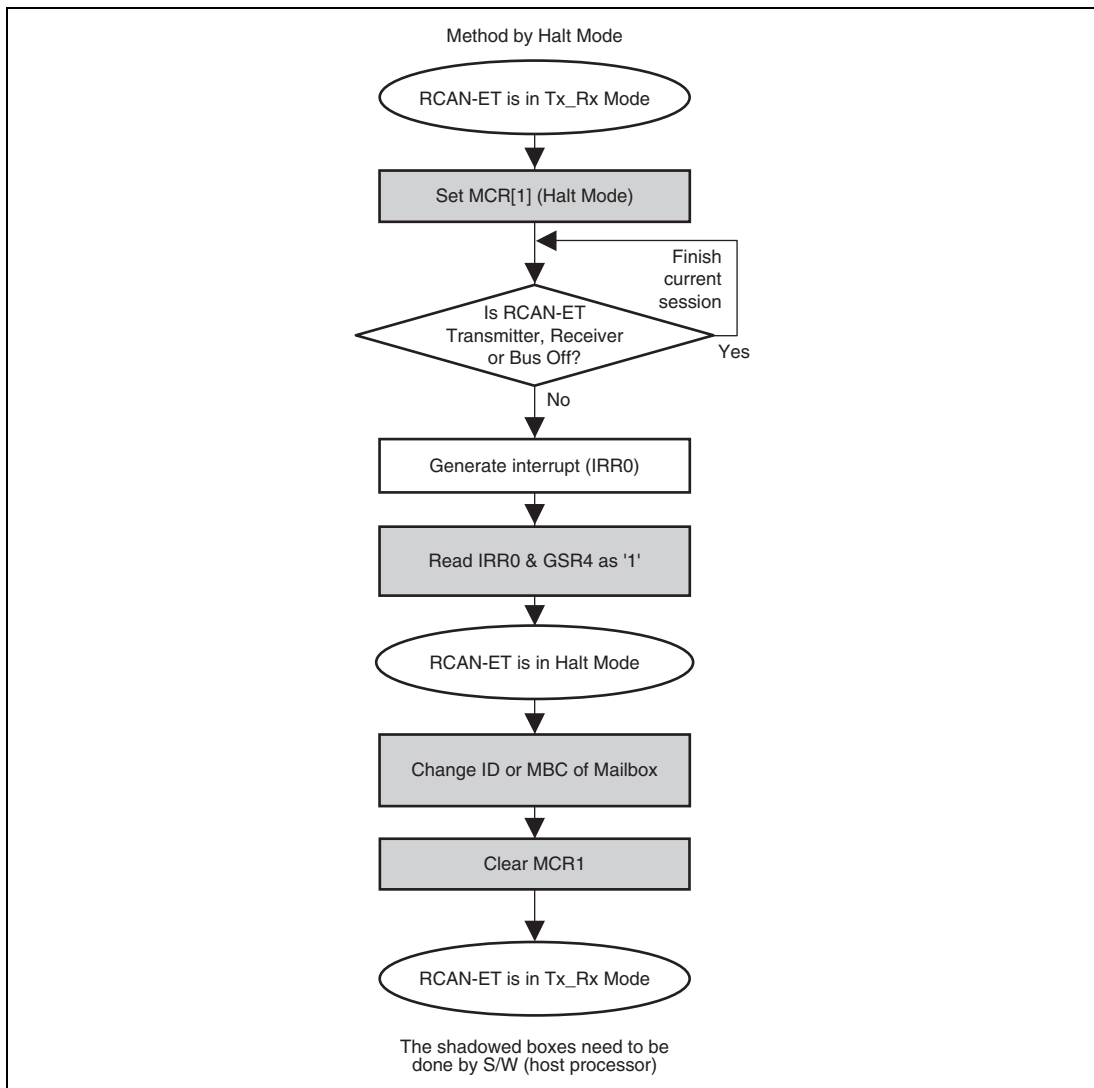 Method by Halt Mode
RCAN-ET is in Tx_Rx Mode
Set MCR[1] (Halt Mode)
Finish
current
session
Is RCAN-ET
Transmitter, Receiver
or Bus Off?
Yes
No
Generate interrupt (IRR0)
Read IRR0 & GSR4 as '1'
RCAN-ET is in Halt Mode
Change ID or MBC of Mailbox
Clear MCR1
RCAN-ET is in Tx_Rx Mode
The shadowed boxes need to be
done by S/W (host processor)